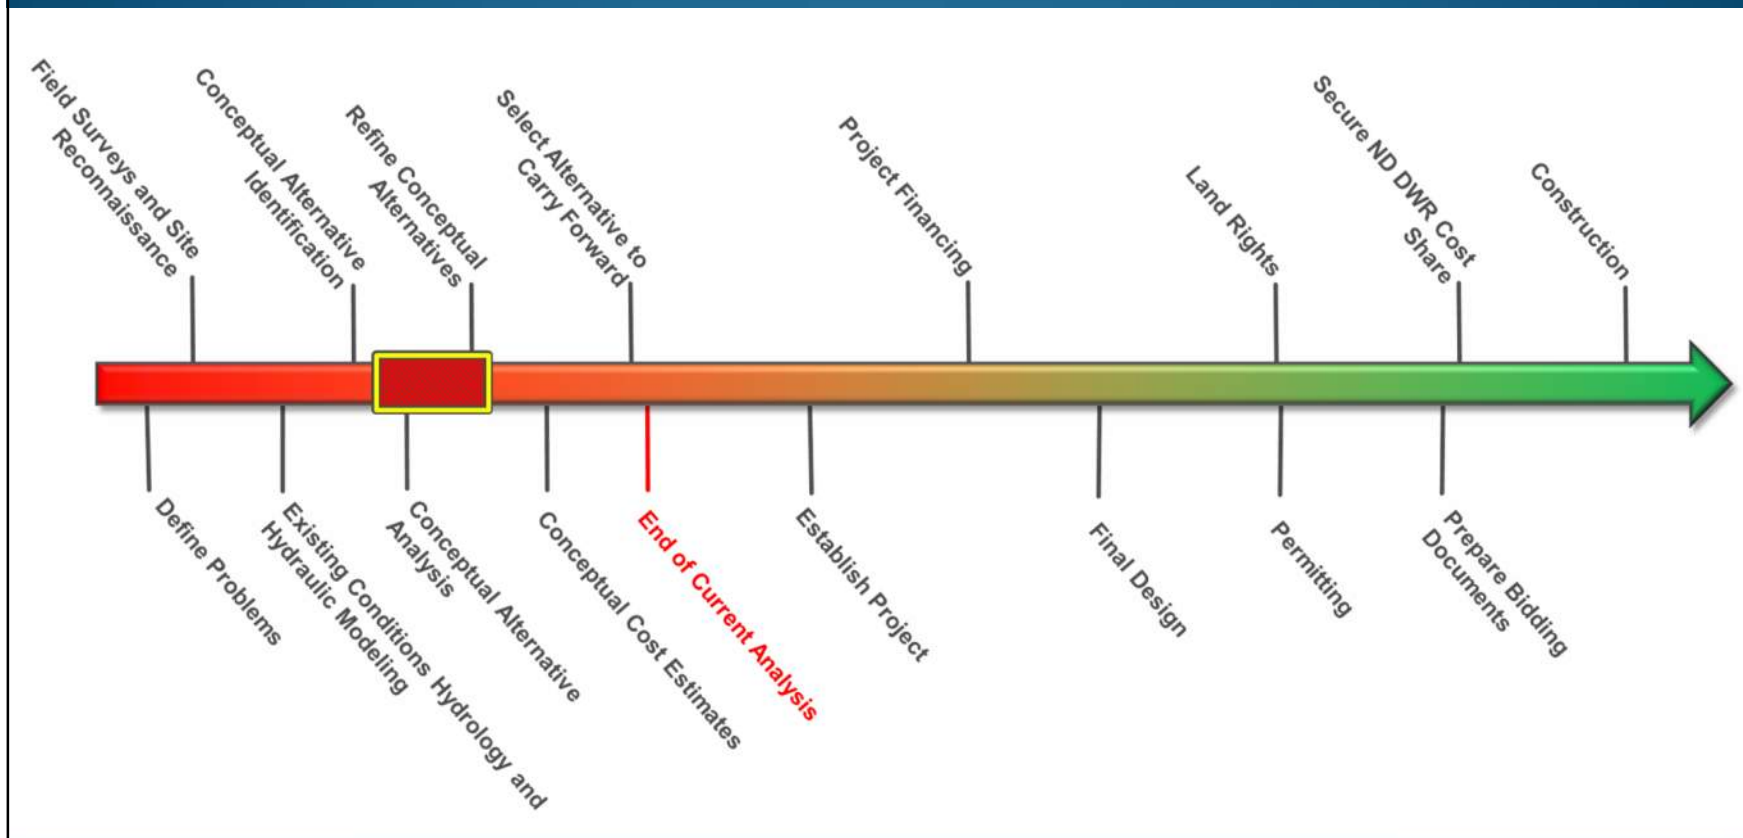 Field Surveys and Site
Reconnaissance
Conceptual Alternative
Identification
Refine Conceptual
Alternatives
Select Alternative to
Carry Forward
Project Financing
Land Rights
Secure ND DWR Cost
Share
Construction
Define Problems
Existing Conditions Hydrology and
Hydraulic Modeling
Conceptual Alternative
Analysis
Conceptual Cost Estimates
End of Current Analysis
Establish Project
Final Design
Permitting
Prepare Bidding
Documents